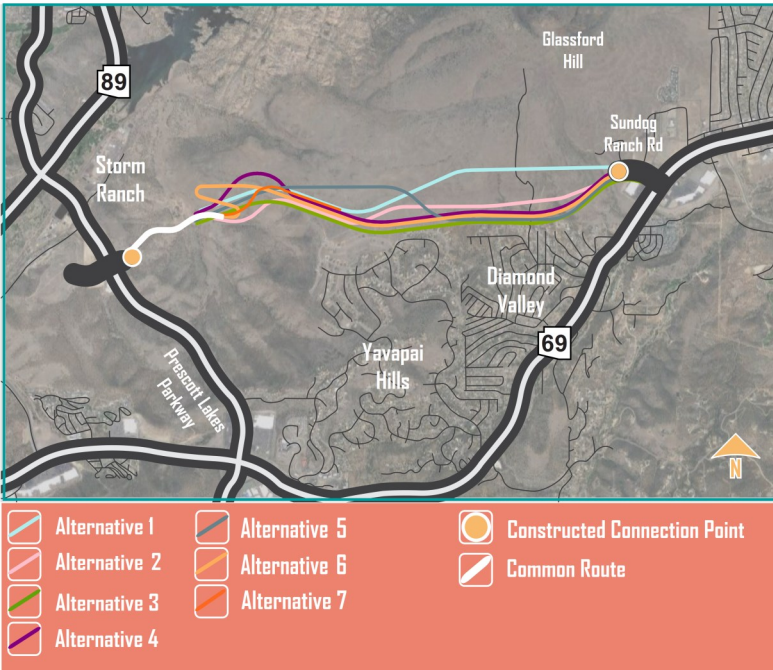 Glassford
Hill
89
Sundog
Ranch Rd
Storm
Ranch
Diamond
Valley
69
Yavapai
Hills
Prescott Lakes
Parkway
N
Alternative 1
Alternative 2
Alternative 3
Alternative 4
Alternative 5
Alternative 6
Alternative 7
Constructed Connection Point
Common Route